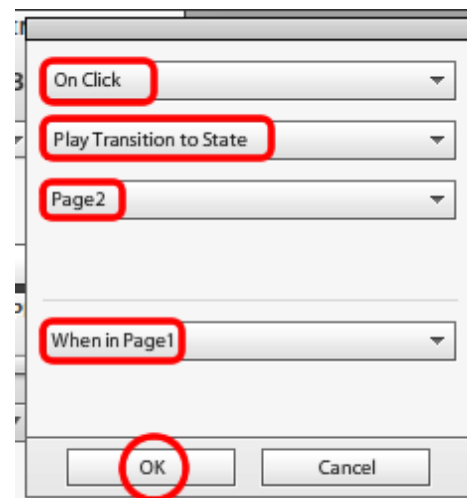 On Click
Play Transition to State
Page2
When in Page1
OK
Cancel